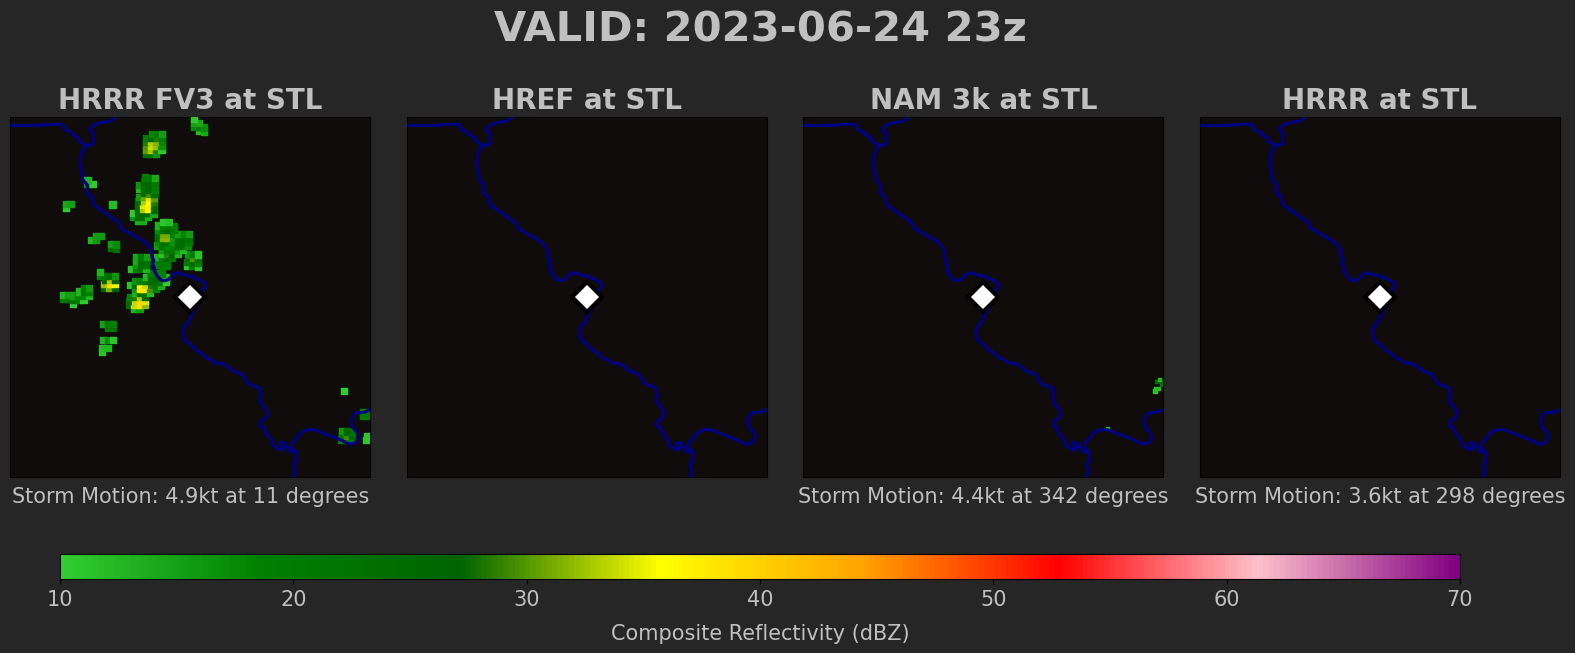 VALID: 2023-06-24 23z
HRRR FV3 at STL
HREF at STL
NAM 3k at STL
HRRR at STL
Storm Motion: 4.9kt at 11 degrees
Storm Motion: 4.4kt at 342 degrees
Storm Motion: 3.6kt at 298 degrees
10 20 30 40 50 60 70
Composite Reflectivity (dBZ)